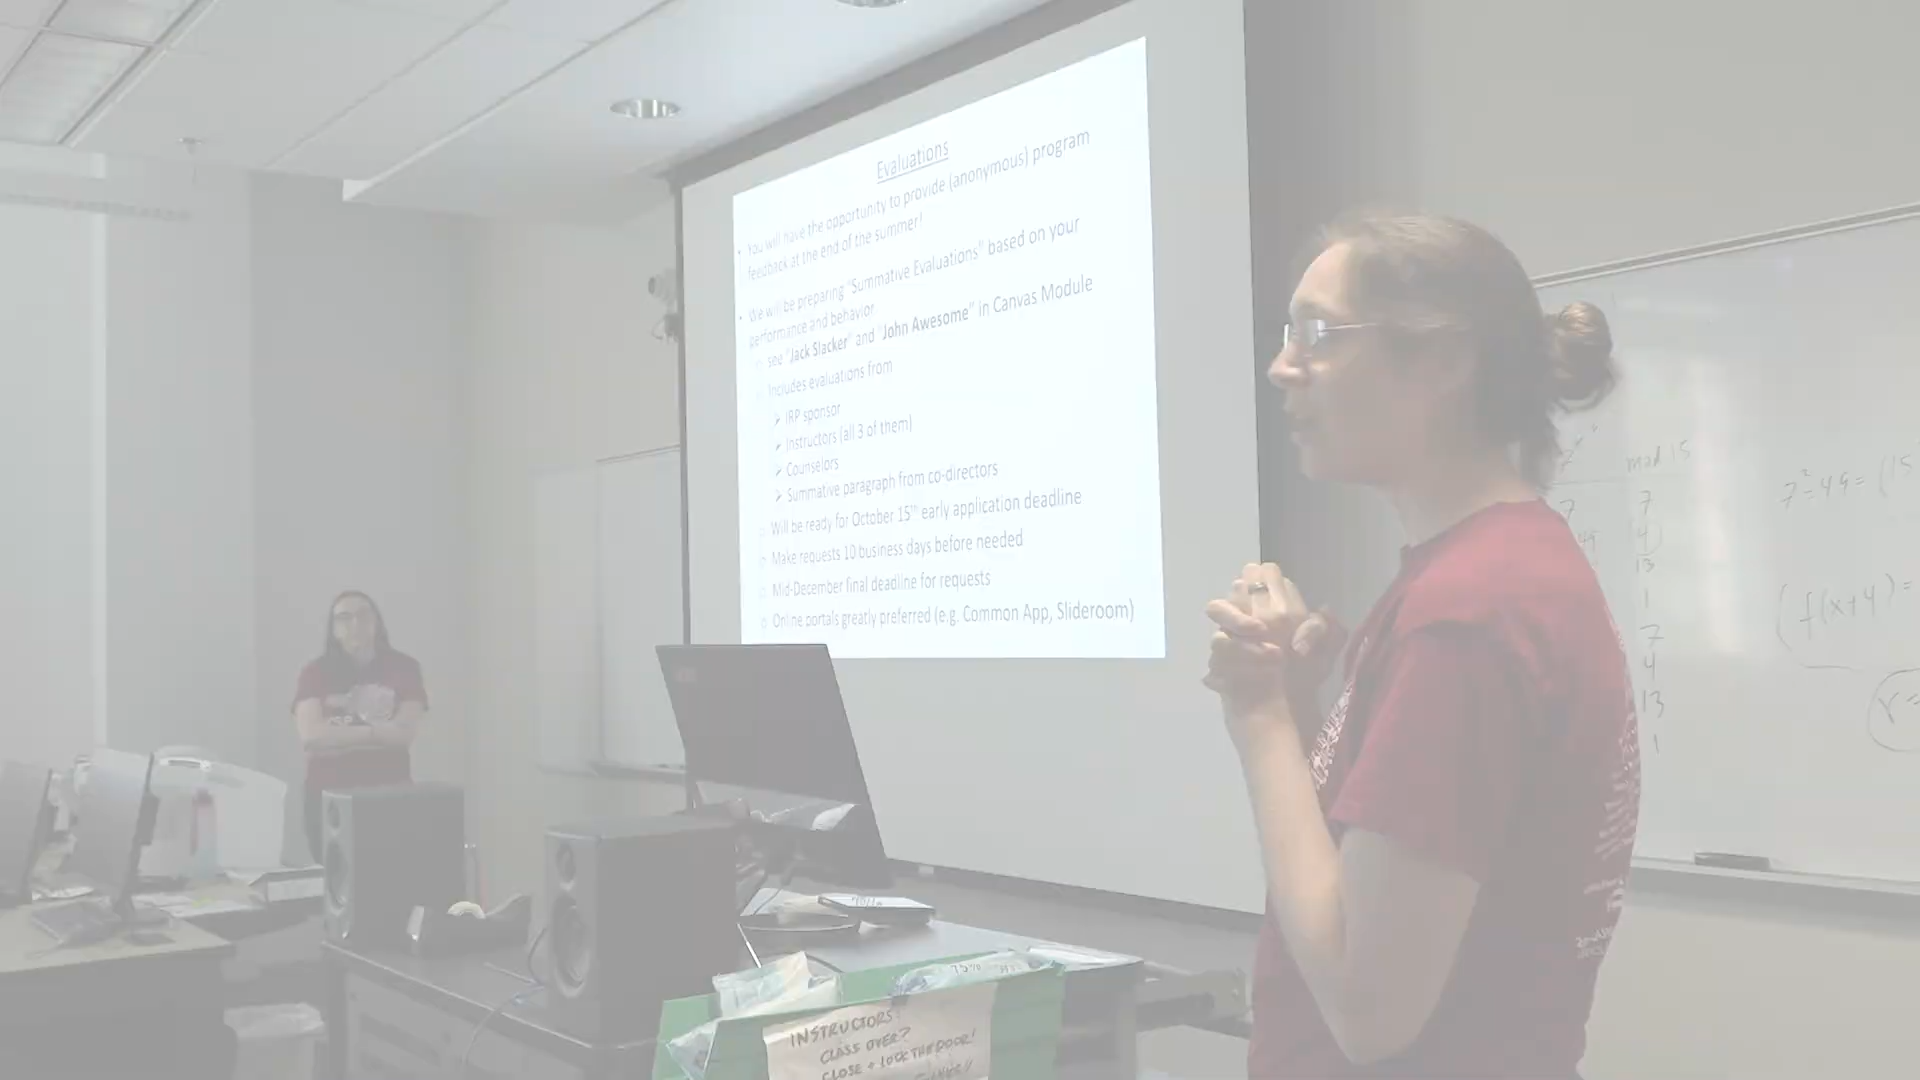 Evaluations
• You will have the opportunity to provide (anonymous) program
feedback at the end of the summer!
• We will be preparing "Summative Evaluations" based on your
performance and behavior
o see "Jack Slacker" and "John Awesome" in Canvas Module
o Includes evaluations from
➢ IRP sponsor
➢ Instructors (all 3 of them)
➢ Counselors
➢ Summative paragraph from co-directors
o Will be ready for October 15th early application deadline
o Make requests 10 business days before needed
o Mid-December final deadline for requests
o Online portals greatly preferred (e.g. Common App, Slideroom)
mod 15
7 7
49 4
13
1
7
4
13
1
7² = 49 = (15
f(x+y) =
r =
75%
INSTRUCTORS!
CLASS OVER?
CLOSE + LOCK THE DOOR!